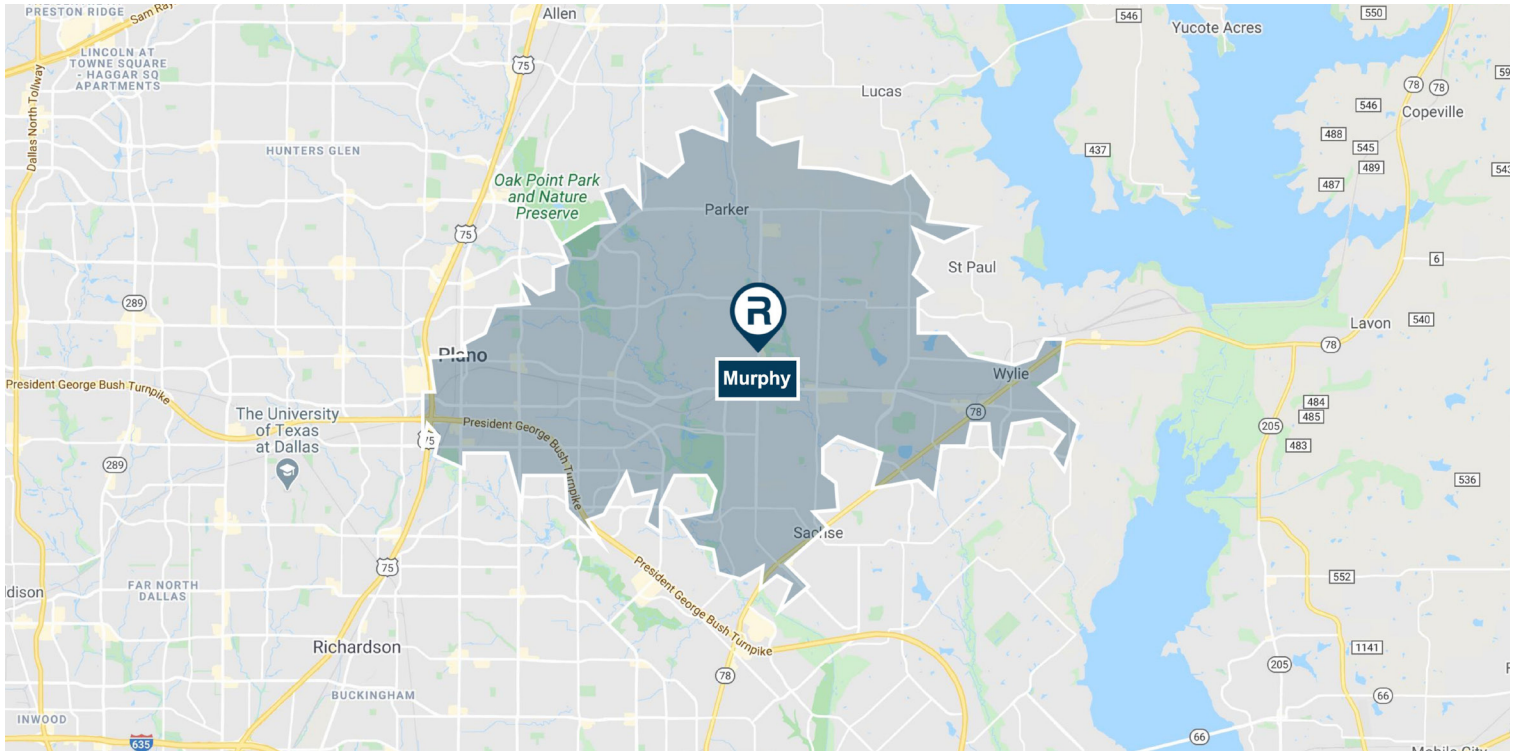 PRESTON RIDGE
Sam Ray
Allen
546
550
Yucote Acres
LINCOLN AT
TOWNE SQUARE
- HAGGAR SQ
APARTMENTS
75
Lucas
78
78
59
Copeville
546
488
545
489
487
543
437
Dallas North Tollway
HUNTERS GLEN
Oak Point Park
and Nature
Preserve
Parker
75
St Paul
6
289
R
Murphy
Lavon
540
78
Plano
Wylie
President George Bush Turnpike
The University
of Texas
at Dallas
75
President George Bush Turnpike
78
484
485
205
483
289
536
Sachse
75
President George Bush Turnpike
FAR NORTH
DALLAS
ldison
552
Richardson
1141
205
BUCKINGHAM
78
66
INWOOD
635
66
Mobile City